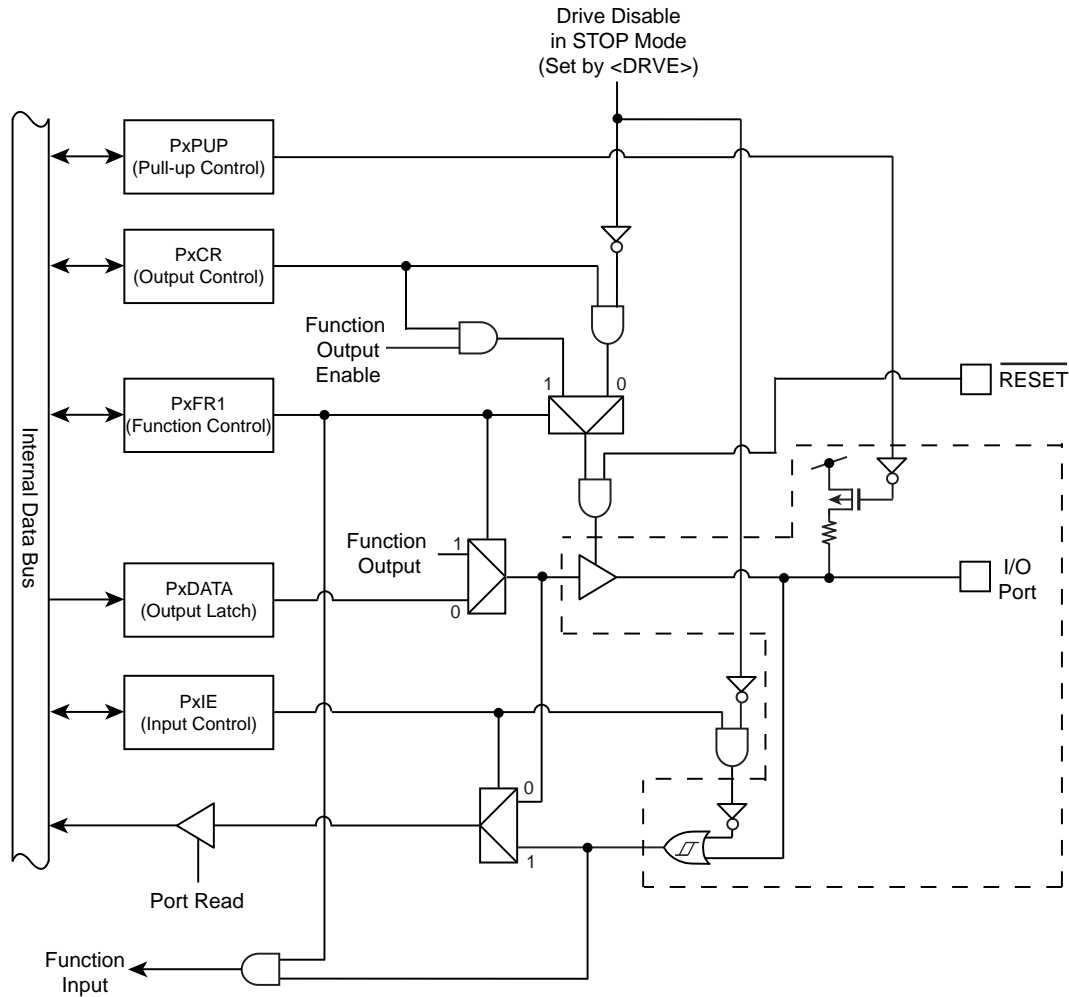 Drive Disable
in STOP Mode
(Set by <DRVE>)
PxPUP
(Pull-up Control)
PxCR
(Output Control)
Function
Output
Enable
1
0
RESET
PxFR1
(Function Control)
Internal Data Bus
Function
Output
1
0
I/O
Port
PxDATA
(Output Latch)
PxIE
(Input Control)
0
1
Port Read
Function
Input